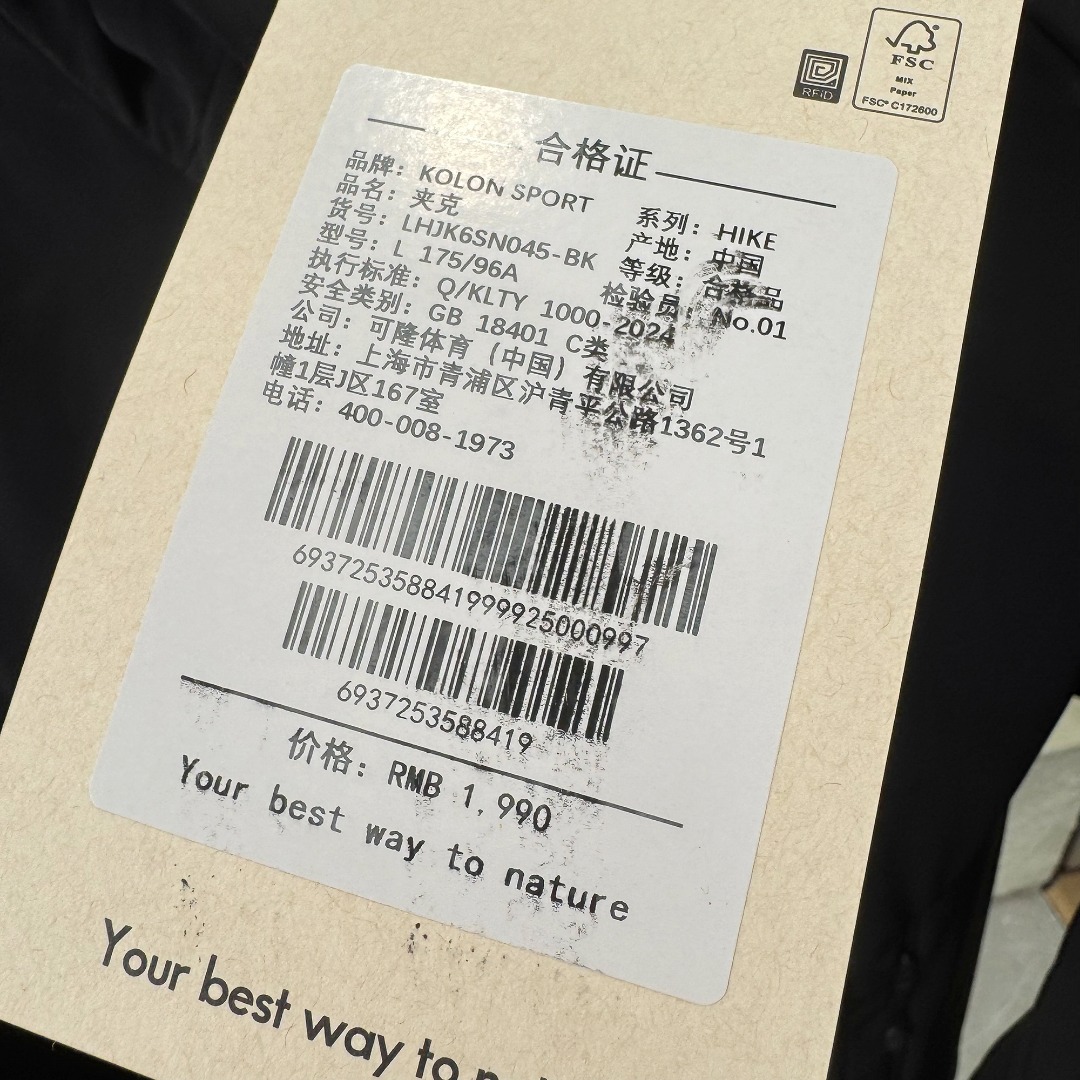 FSC
MIX
Paper
FSC® C172600
RFiD
合格证
品牌：KOLON SPORT
系列：HIKE
品名：夹克
产地：中国
货号：LHJK6SN045-BK
等级：合格品
型号：L 175/96A
检验员：No.01
执行标准：Q/KLTY 1000-2024
安全类别：GB 18401 C类
公司：可隆体育（中国）有限公司
地址：上海市青浦区沪青平公路1362号1
幢1层J区167室
电话：400-008-1973
693725358841999925000997
6937253588419
价格：RMB 1,990
Your best way to nature
Your best way to